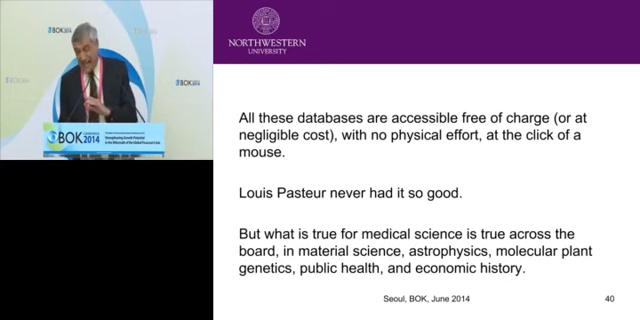 BOK 2014
BOK 2014
BOK
2014
Strengthening Growth Potential
in the Aftermath of the Global Financial Crisis
NORTHWESTERN
UNIVERSITY
All these databases are accessible free of charge (or at
negligible cost), with no physical effort, at the click of a
mouse.
Louis Pasteur never had it so good.
But what is true for medical science is true across the
board, in material science, astrophysics, molecular plant
genetics, public health, and economic history.
Seoul, BOK, June 2014
40